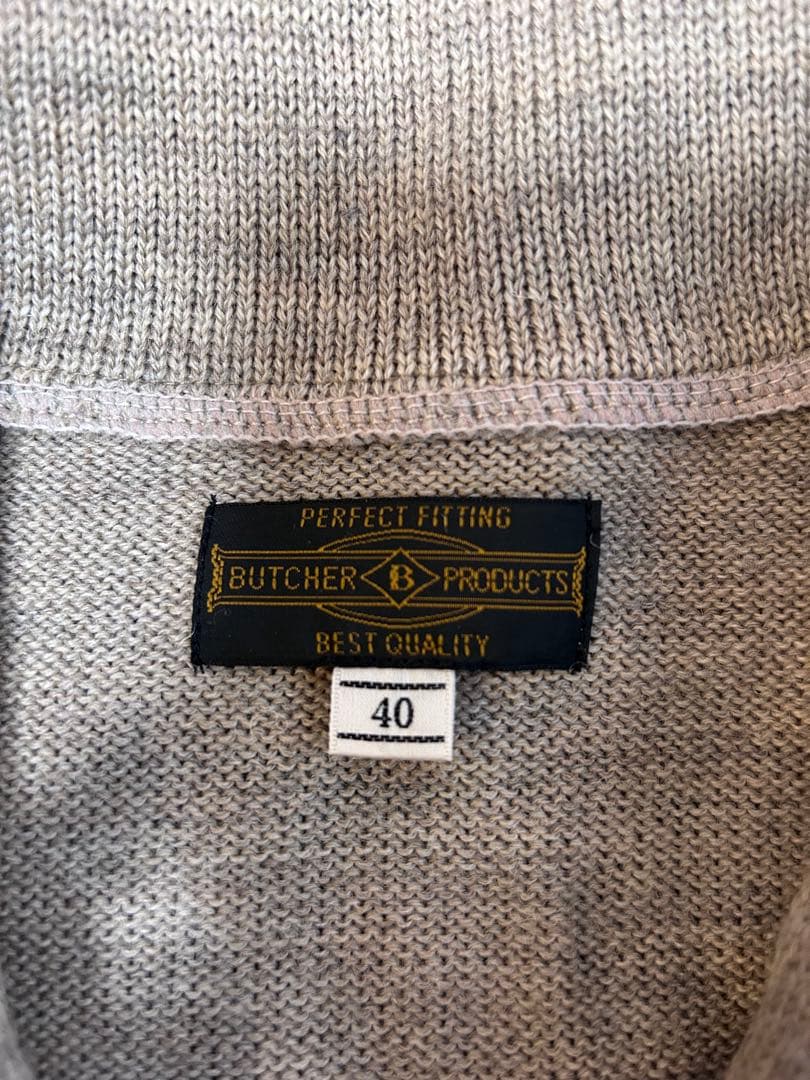 PERFECT FITTING
BUTCHER B PRODUCTS
BEST QUALITY
40